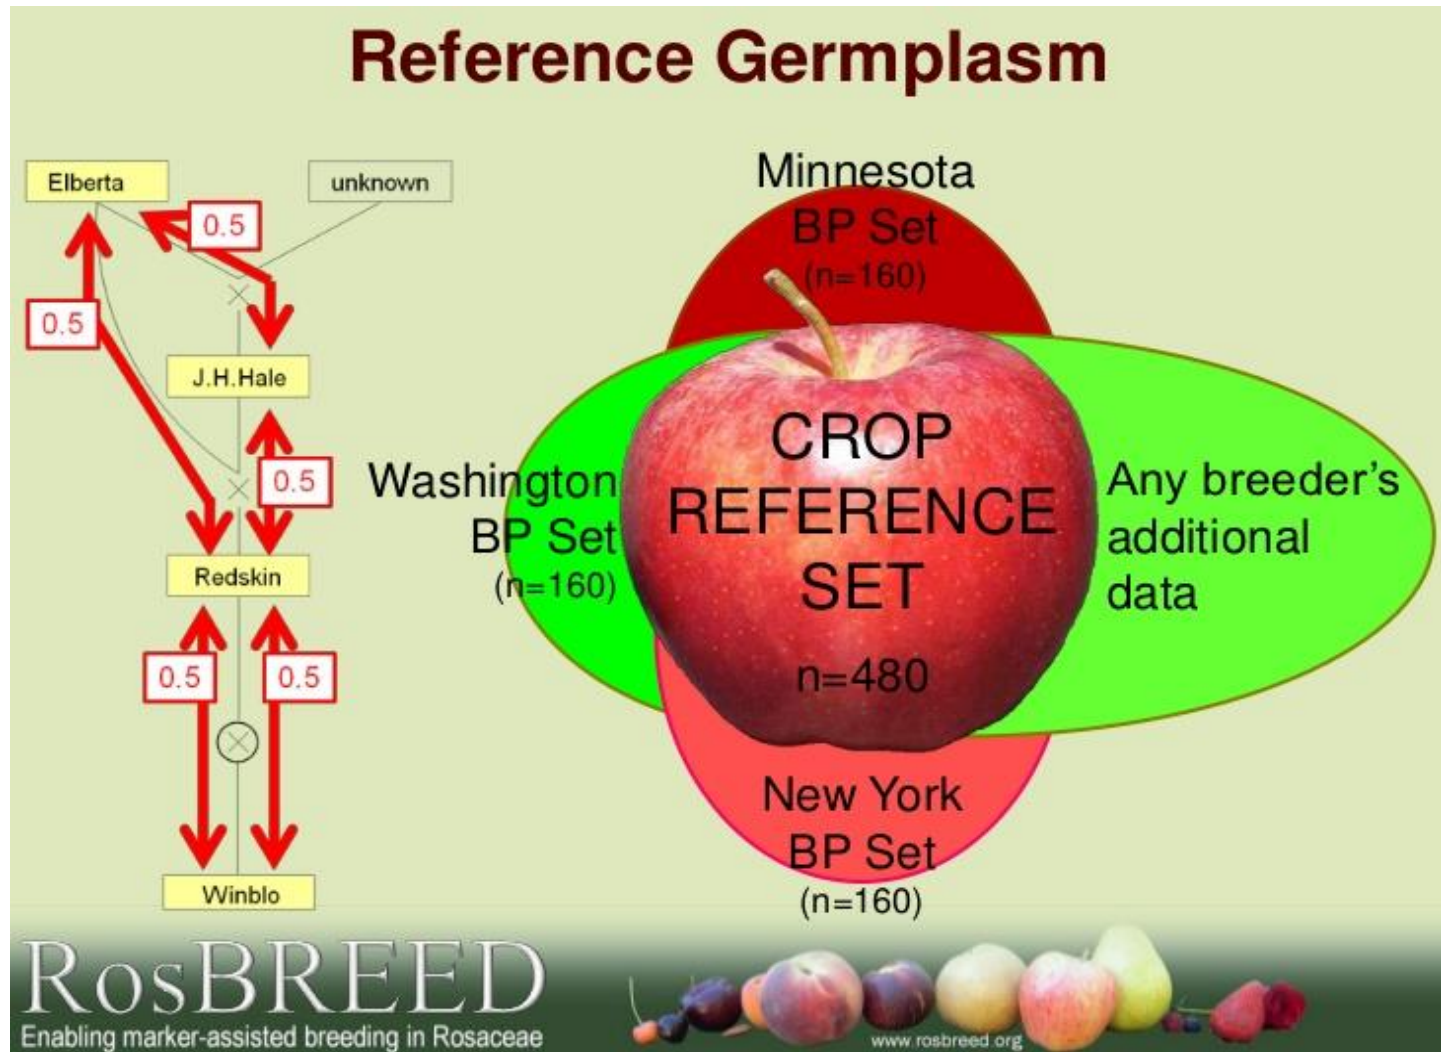 Reference Germplasm
Elberta
unknown
0.5
0.5
J.H.Hale
0.5
Redskin
0.5
0.5
Winblo
Minnesota
BP Set
(n=160)
Washington
BP Set
(n=160)
CROP
REFERENCE
SET
n=480
Any breeder's
additional
data
New York
BP Set
(n=160)
RosBREED
Enabling marker-assisted breeding in Rosaceae
www.rosbreed.org